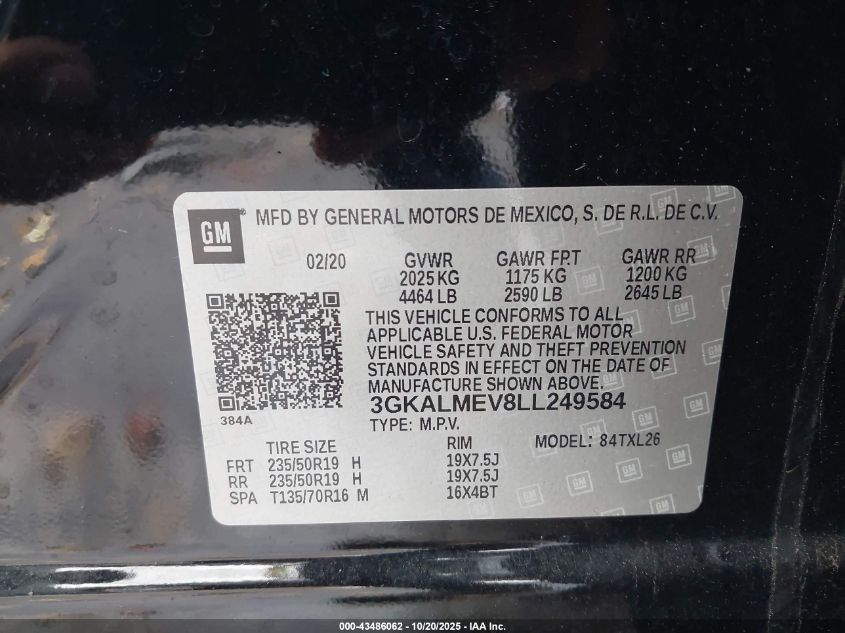 GM MFD BY GENERAL MOTORS DE MEXICO, S. DE R.L. DE C.V.
02/20 GVWR GAWR FRT GAWR RR
2025 KG 1175 KG 1200 KG
4464 LB 2590 LB 2645 LB
THIS VEHICLE CONFORMS TO ALL
APPLICABLE U.S. FEDERAL MOTOR
VEHICLE SAFETY AND THEFT PREVENTION
STANDARDS IN EFFECT ON THE DATE OF
MANUFACTURE SHOWN ABOVE.
3GKALMEV8LL249584
384A TYPE: M.P.V. MODEL: 84TXL26
TIRE SIZE RIM
FRT 235/50R19 H 19X7.5J
RR 235/50R19 H 19X7.5J
SPA T135/70R16 M 16X4BT
000-43486062 - 10/20/2025 - IAA Inc.